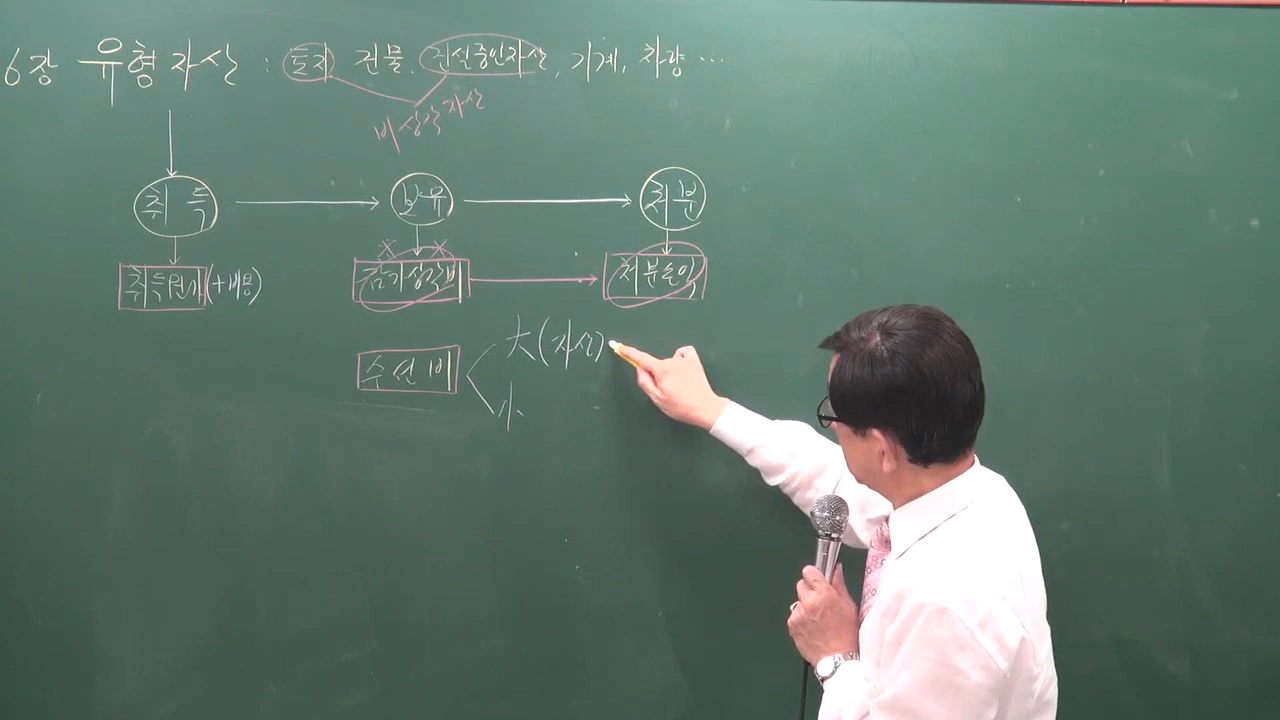 6장 유형자산 : 토지 건물, 건설중인자산, 기계, 차량 …
비상각자산
취득 보유 처분
취득원가 (+비용) 감가상각비 처분손익
수선비 大(자산)
小